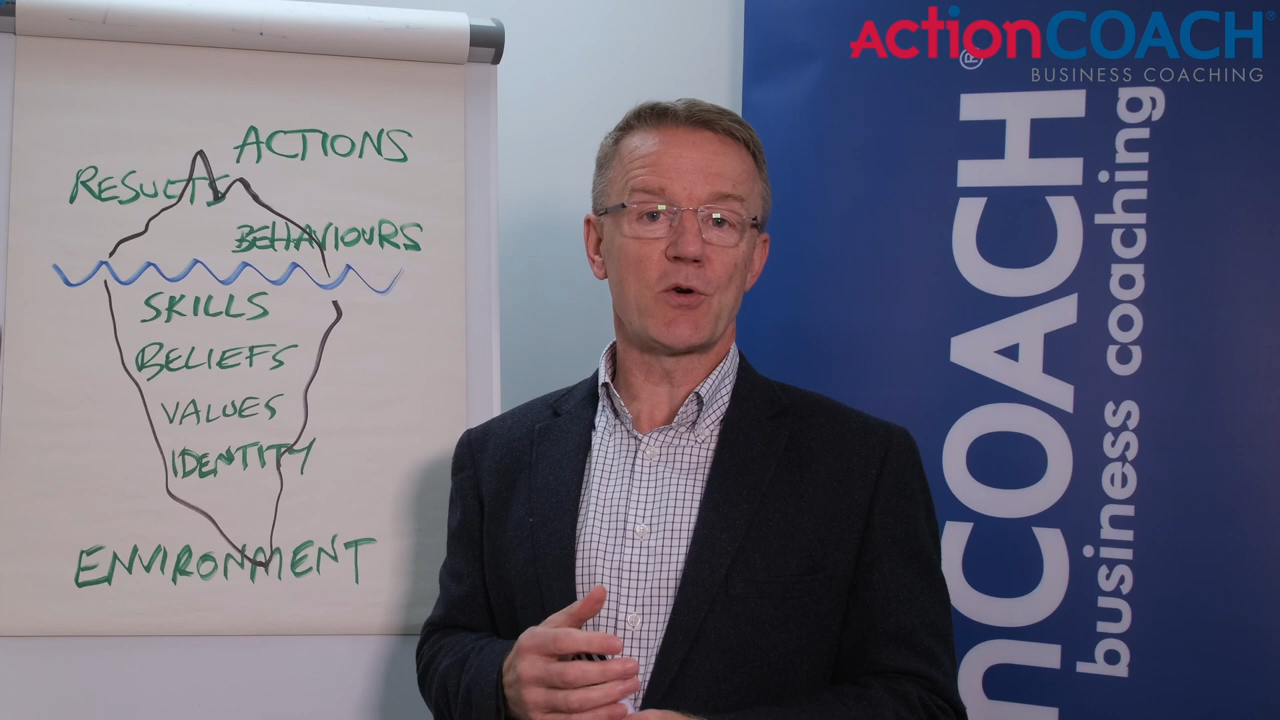 ACTIONS
RESULTS
BEHAVIOURS
SKILLS
BELIEFS
VALUES
IDENTITY
ENVIRONMENT
ActionCOACH®
BUSINESS COACHING
nCOACH®
business coaching